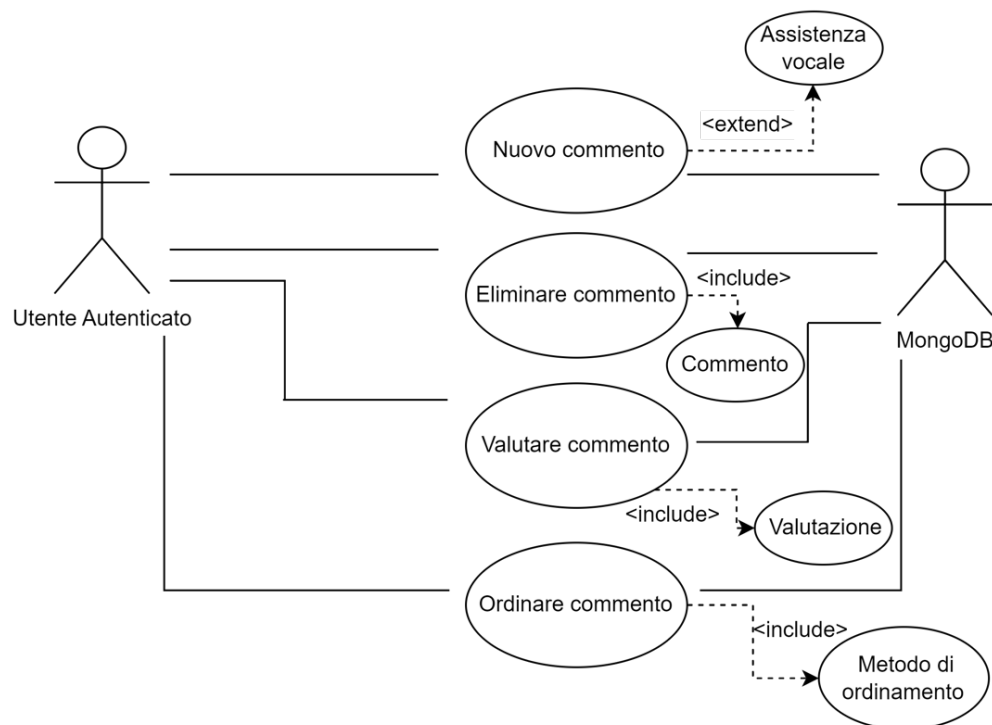 Assistenza
vocale
<extend>
Nuovo commento
Eliminare commento
<include>
Utente Autenticato
MongoDB
Commento
Valutare commento
<include>
Valutazione
Ordinare commento
<include>
Metodo di
ordinamento